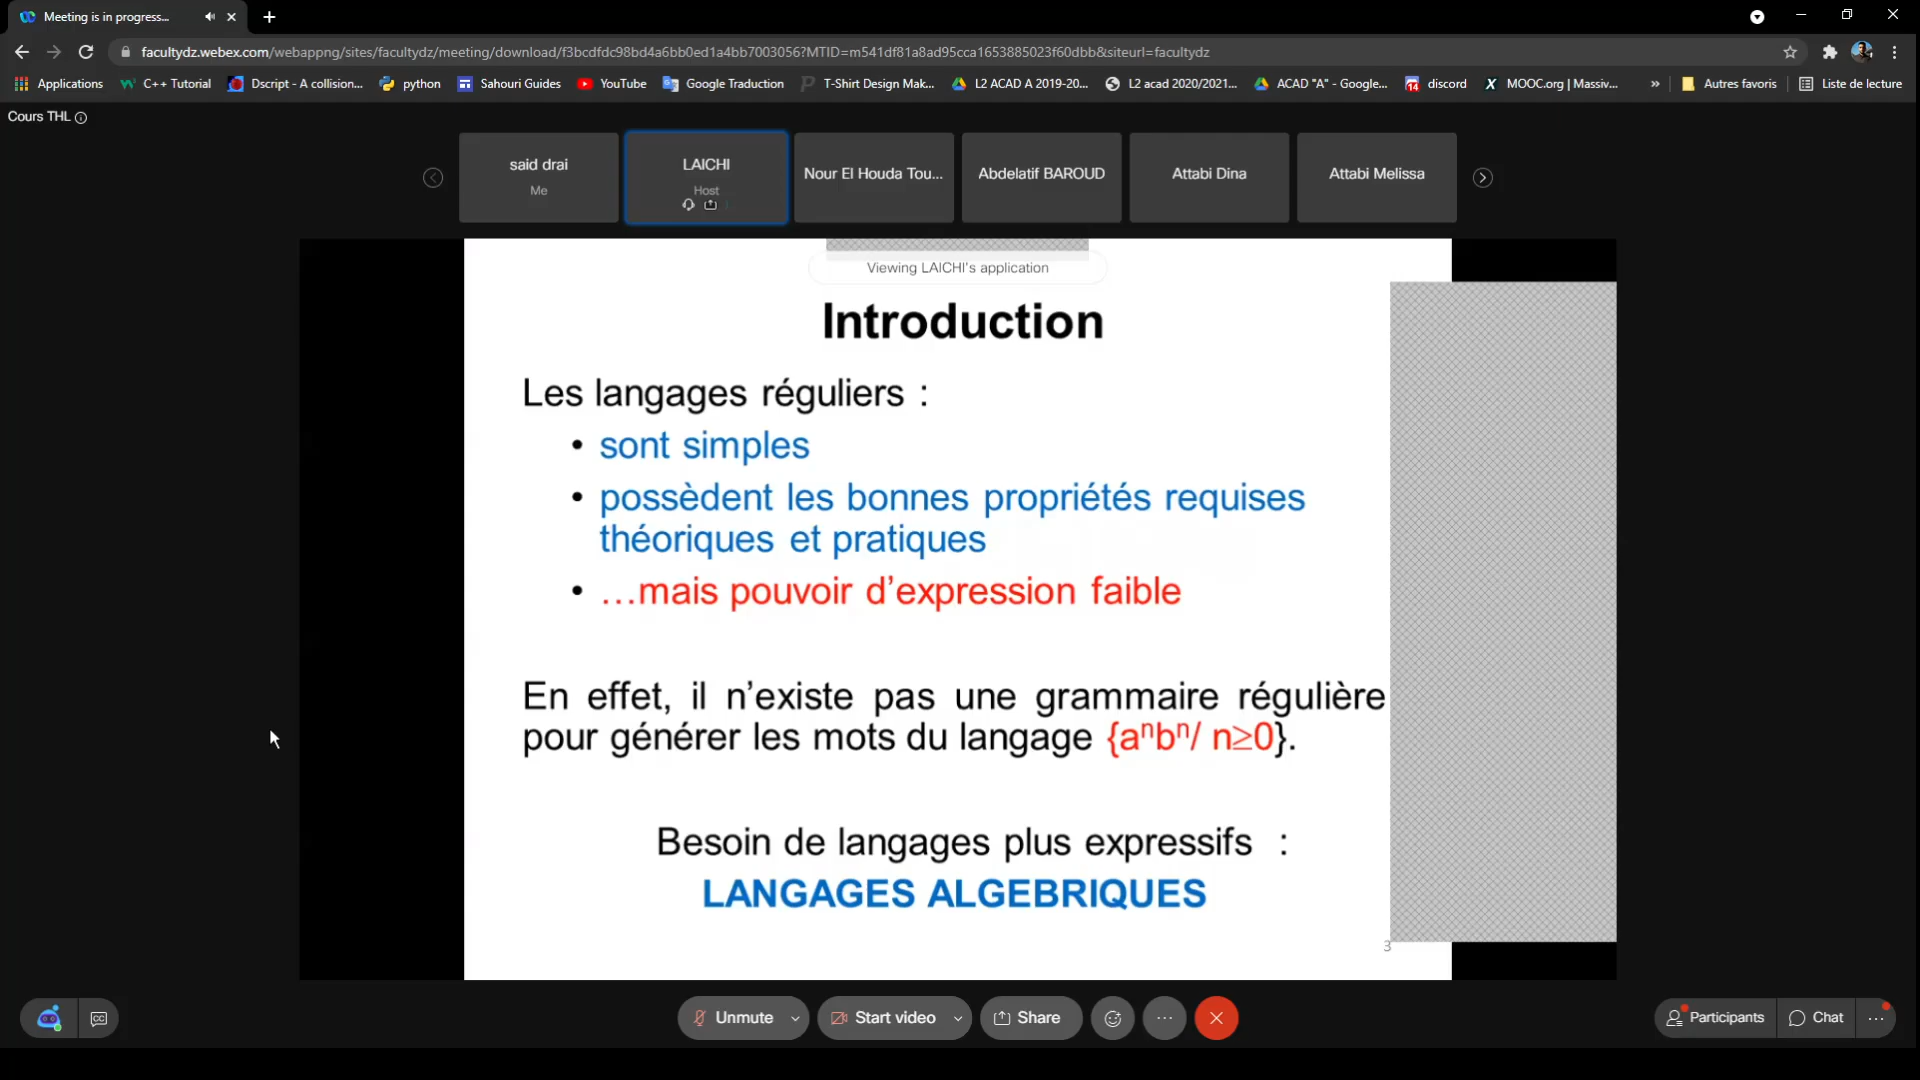 Meeting is in progress...
facultydz.webex.com/webappng/sites/facultydz/meeting/download/f3bcdfdc98bd4a6bb0ed1a4bb7003056?MTID=m541df81a8ad95cca1653885023f60dbb&siteurl=facultydz
Applications C++ Tutorial Dscript - A collision... python Sahouri Guides YouTube Google Traduction T-Shirt Design Mak... L2 ACAD A 2019-20... L2 acad 2020/2021... ACAD "A" - Google... 14 discord MOOC.org | Massiv... » Autres favoris Liste de lecture
Cours THL
said drai
Me
LAICHI
Host
Nour El Houda Tou...
Abdelatif BAROUD
Attabi Dina
Attabi Melissa
Viewing LAICHI's application
Introduction
Les langages réguliers :
• sont simples
• possèdent les bonnes propriétés requises
théoriques et pratiques
• …mais pouvoir d’expression faible
En effet, il n’existe pas une grammaire régulière
pour générer les mots du langage {aⁿbⁿ/ n≥0}.
Besoin de langages plus expressifs :
LANGAGES ALGEBRIQUES
3
CC Unmute Start video Share ... Participants Chat ...